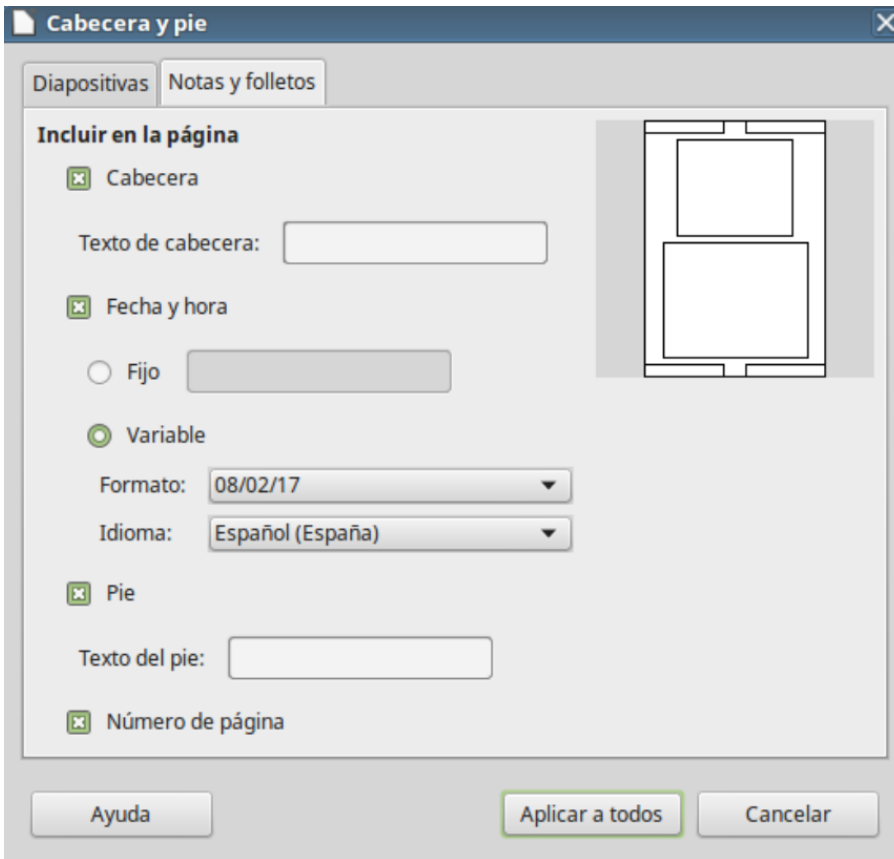 Cabecera y pie
Diapositivas
Notas y folletos
Incluir en la página
Cabecera
Texto de cabecera:
Fecha y hora
Fijo
Variable
Formato: 08/02/17
Idioma: Español (España)
Pie
Texto del pie:
Número de página
Ayuda
Aplicar a todos
Cancelar